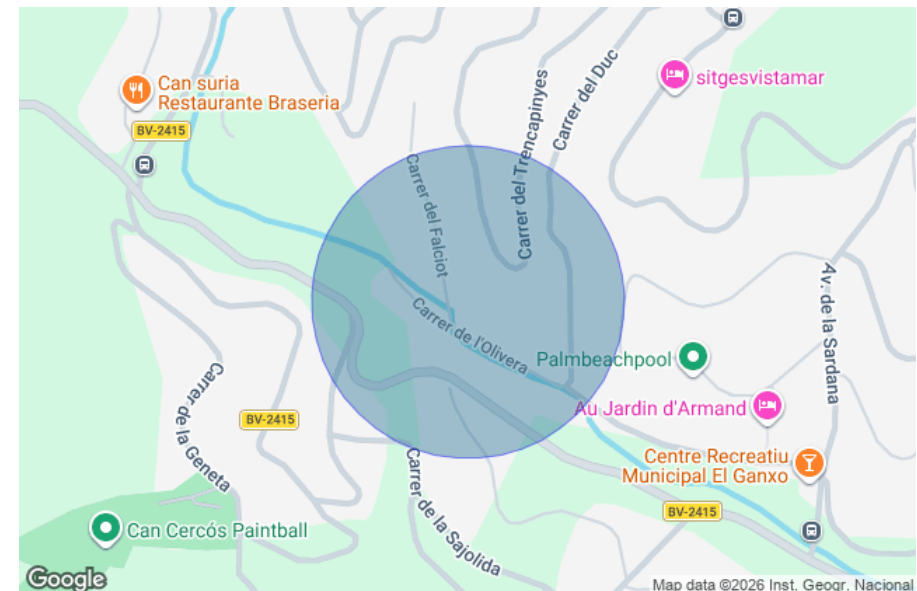 sitgesvistamar
Can suria
Restaurante Braseria
BV-2415
Carrer del Trencapinyes
Carrer del Duc
Carrer del Falciot
Carrer de l'Olivera
Av. de la Sardana
Palmbeachpool
Carrer de la Geneta
BV-2415
Au Jardin d'Armand
Centre Recreatiu
Municipal El Ganxo
Carrer de la Sajolida
BV-2415
Can Cercós Paintball
Google
Map data ©2026 Inst. Geogr. Nacional